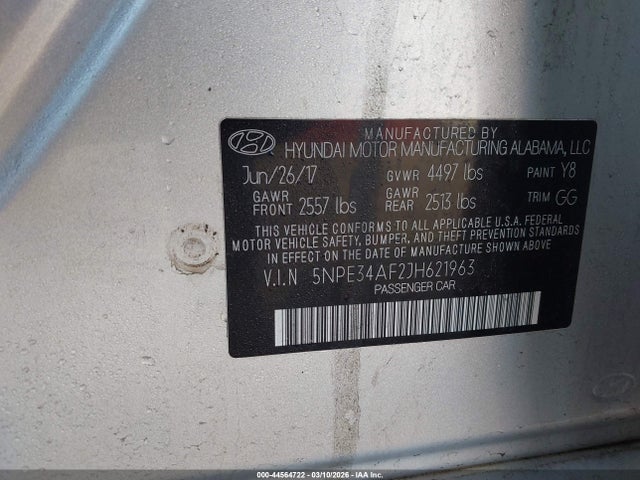 MANUFACTURED BY
HYUNDAI MOTOR MANUFACTURING ALABAMA, LLC
Jun/26/17 GVWR 4497 lbs PAINT Y8
GAWR FRONT 2557 lbs GAWR REAR 2513 lbs TRIM GG
THIS VEHICLE CONFORMS TO ALL APPLICABLE U.S.A. FEDERAL
MOTOR VEHICLE SAFETY, BUMPER, AND THEFT PREVENTION
STANDARDS IN EFFECT ON THE DATE OF MANUFACTURE SHOWN ABOVE.
V.I.N 5NPE34AF2JH621963
PASSENGER CAR
000-44564722 — 03/10/2026 — IAA Inc.